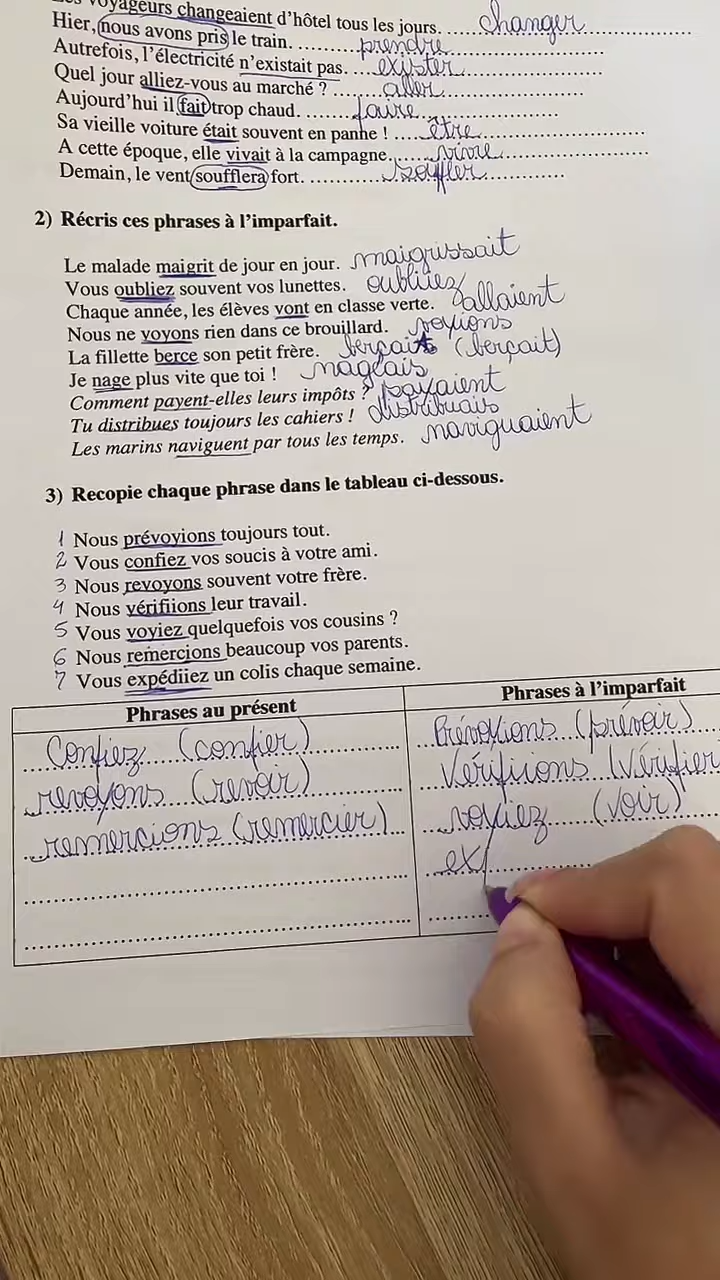 voyageurs changeaient d'hôtel tous les jours. changer
Hier, nous avons pris le train. prendre
Autrefois, l'électricité n'existait pas. exister
Quel jour alliez-vous au marché ? aller
Aujourd'hui il fait trop chaud. faire
Sa vieille voiture était souvent en panne ! être
A cette époque, elle vivait à la campagne. vivre
Demain, le vent soufflera fort. souffler
2) Récris ces phrases à l'imparfait.
Le malade maigrit de jour en jour. maigrissait
Vous oubliez souvent vos lunettes. oubliiez
Chaque année, les élèves vont en classe verte. allaient
Nous ne voyons rien dans ce brouillard. voyions
La fillette berce son petit frère. berçait (berçait)
Je nage plus vite que toi ! nageais
Comment payent-elles leurs impôts ? payaient
Tu distribues toujours les cahiers ! distribuais
Les marins naviguent par tous les temps. naviguaient
3) Recopie chaque phrase dans le tableau ci-dessous.
1 Nous prévoyions toujours tout.
2 Vous confiez vos soucis à votre ami.
3 Nous revoyons souvent votre frère.
4 Nous vérifiions leur travail.
5 Vous voyiez quelquefois vos cousins ?
6 Nous remercions beaucoup vos parents.
7 Vous expédiiez un colis chaque semaine.
Phrases au présent Phrases à l'imparfait
Confiez (confier) Prévoyions (prévoir)
revoyons (revoir) Vérifiions (Vérifier
remercions (remercier) voyiez (voir)
exp